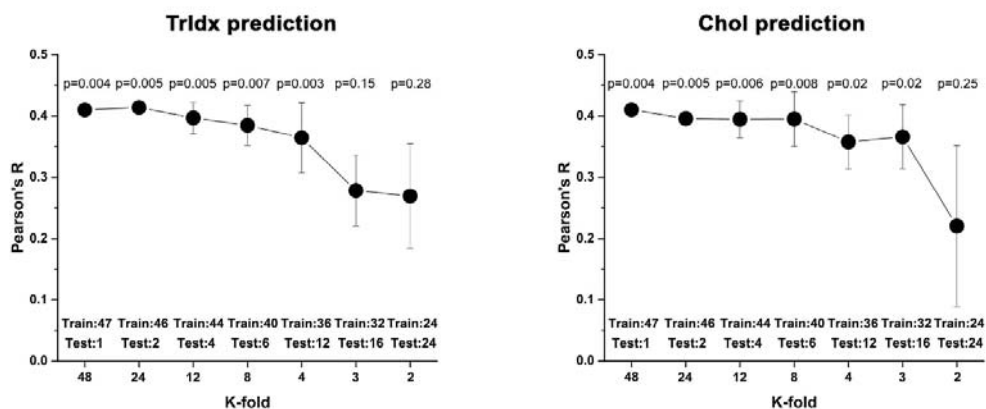 TrIdx prediction
0.5
p=0.004 p=0.005 p=0.005 p=0.007 p=0.003 p=0.15 p=0.28
0.4
0.3
0.2
0.1
0.0
Pearson's R
Train:47 Train:46 Train:44 Train:40 Train:36 Train:32 Train:24
Test:1 Test:2 Test:4 Test:6 Test:12 Test:16 Test:24
48 24 12 8 4 3 2
K-fold
Chol prediction
0.5
p=0.004 p=0.005 p=0.006 p=0.008 p=0.02 p=0.02 p=0.25
0.4
0.3
0.2
0.1
0.0
Pearson's R
Train:47 Train:46 Train:44 Train:40 Train:36 Train:32 Train:24
Test:1 Test:2 Test:4 Test:6 Test:12 Test:16 Test:24
48 24 12 8 4 3 2
K-fold